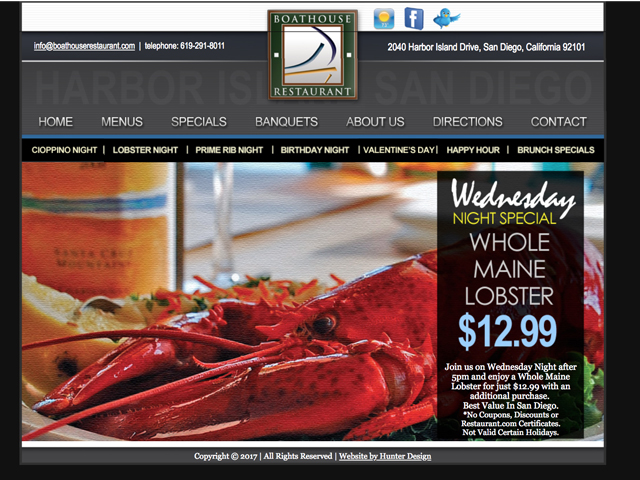 BOATHOUSE
RESTAURANT
info@boathouserestaurant.com | telephone: 619-291-8011
2040 Harbor Island Drive, San Diego, California 92101
HARBOR ISLAND SAN DIEGO
HOME MENUS SPECIALS BANQUETS ABOUT US DIRECTIONS CONTACT
CIOPPINO NIGHT | LOBSTER NIGHT | PRIME RIB NIGHT | BIRTHDAY NIGHT | VALENTINE'S DAY | HAPPY HOUR | BRUNCH SPECIALS
SANTA CRUZ
MOUNTAIN
Wednesday
NIGHT SPECIAL
WHOLE
MAINE
LOBSTER
$12.99
Join us on Wednesday Night after
5pm and enjoy a Whole Maine
Lobster for just $12.99 with an
additional purchase.
Best Value In San Diego.
*No Coupons, Discounts or
Restaurant.com Certificates.
Not Valid Certain Holidays.
Copyright © 2017 | All Rights Reserved | Website by Hunter Design